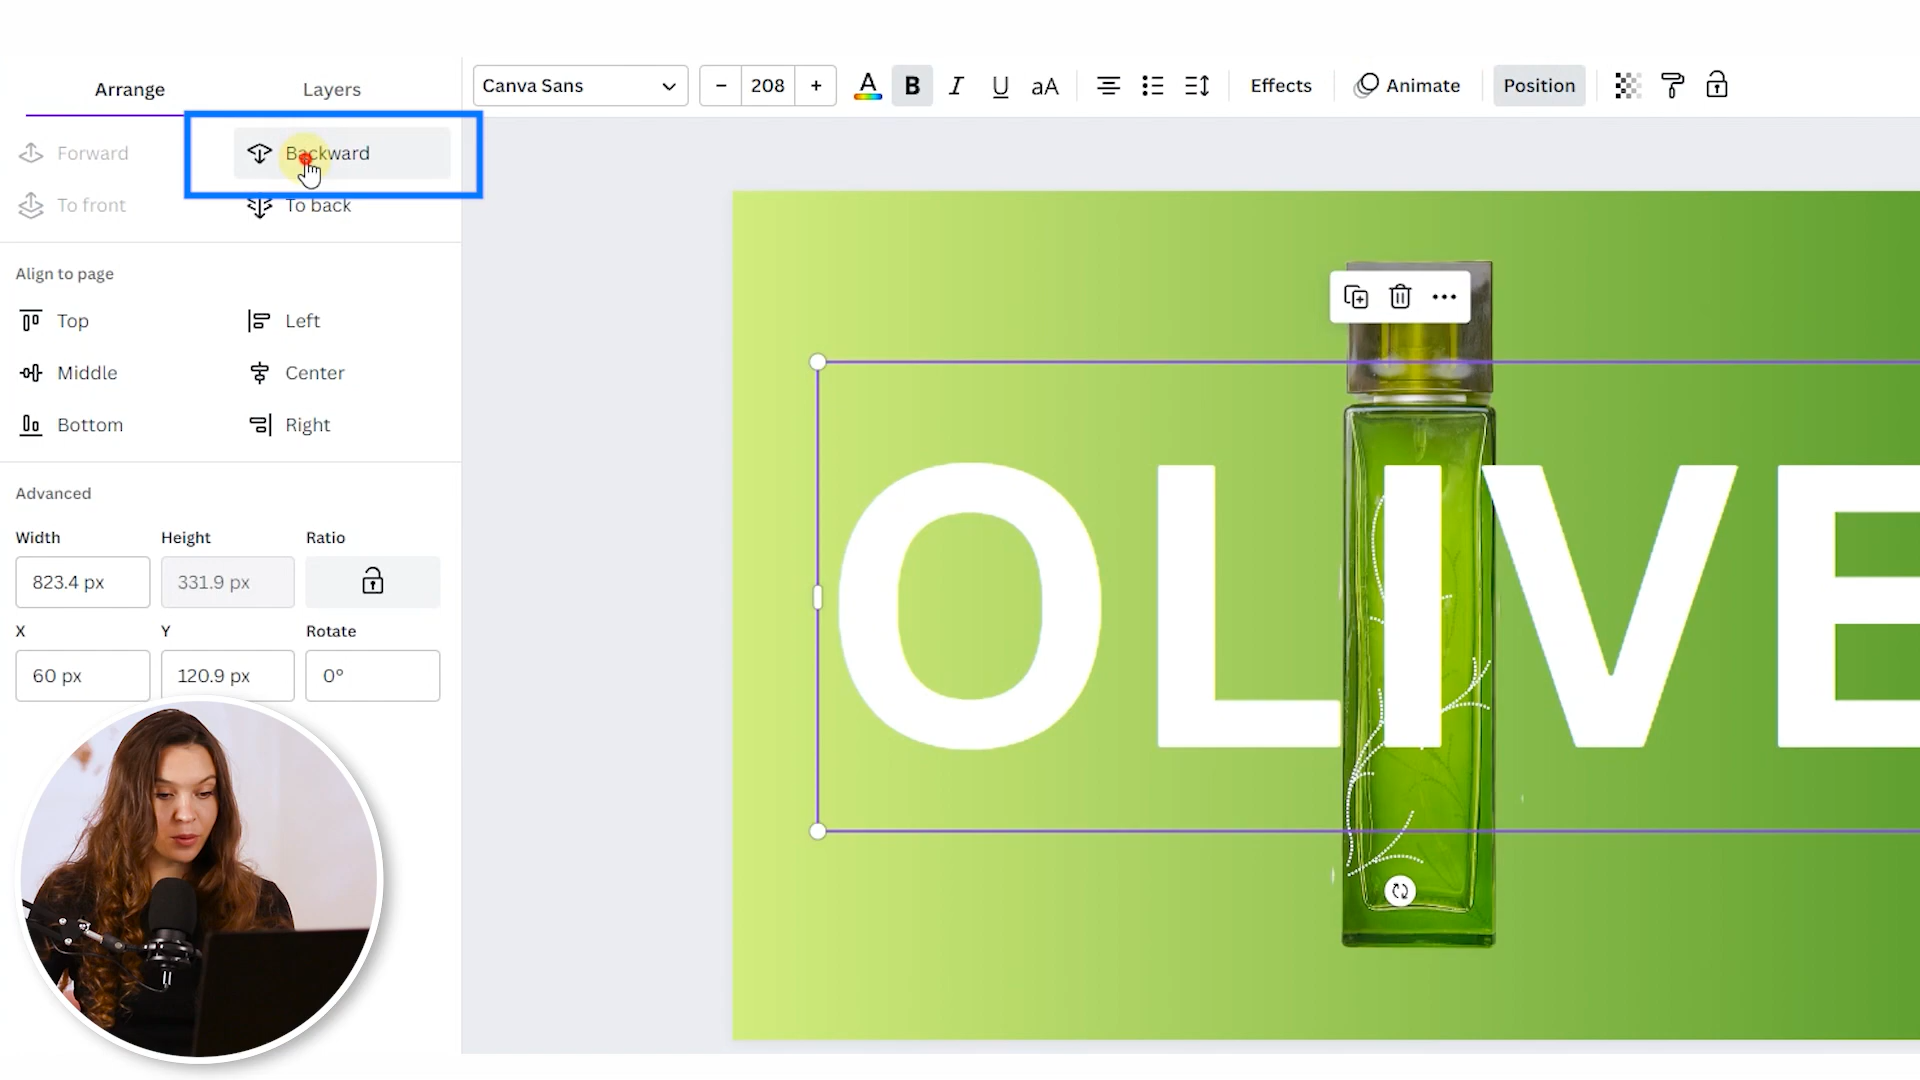 Arrange
Layers
Canva Sans
– 208 +
A B I U aA
Effects
Animate
Position
Forward
Backward
To front
To back
Align to page
Top
Left
Middle
Center
Bottom
Right
Advanced
Width
Height
Ratio
823.4 px
331.9 px
X
Y
Rotate
60 px
120.9 px
0°
OLIVE